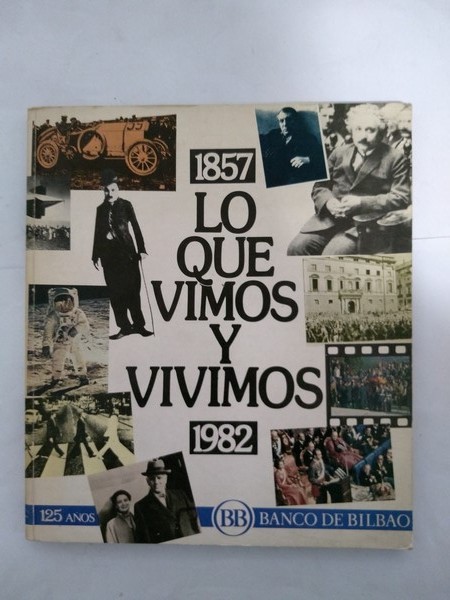 1857
LO
QUE
VIMOS
Y
VIVIMOS
1982
125 AÑOS
BB BANCO DE BILBAO